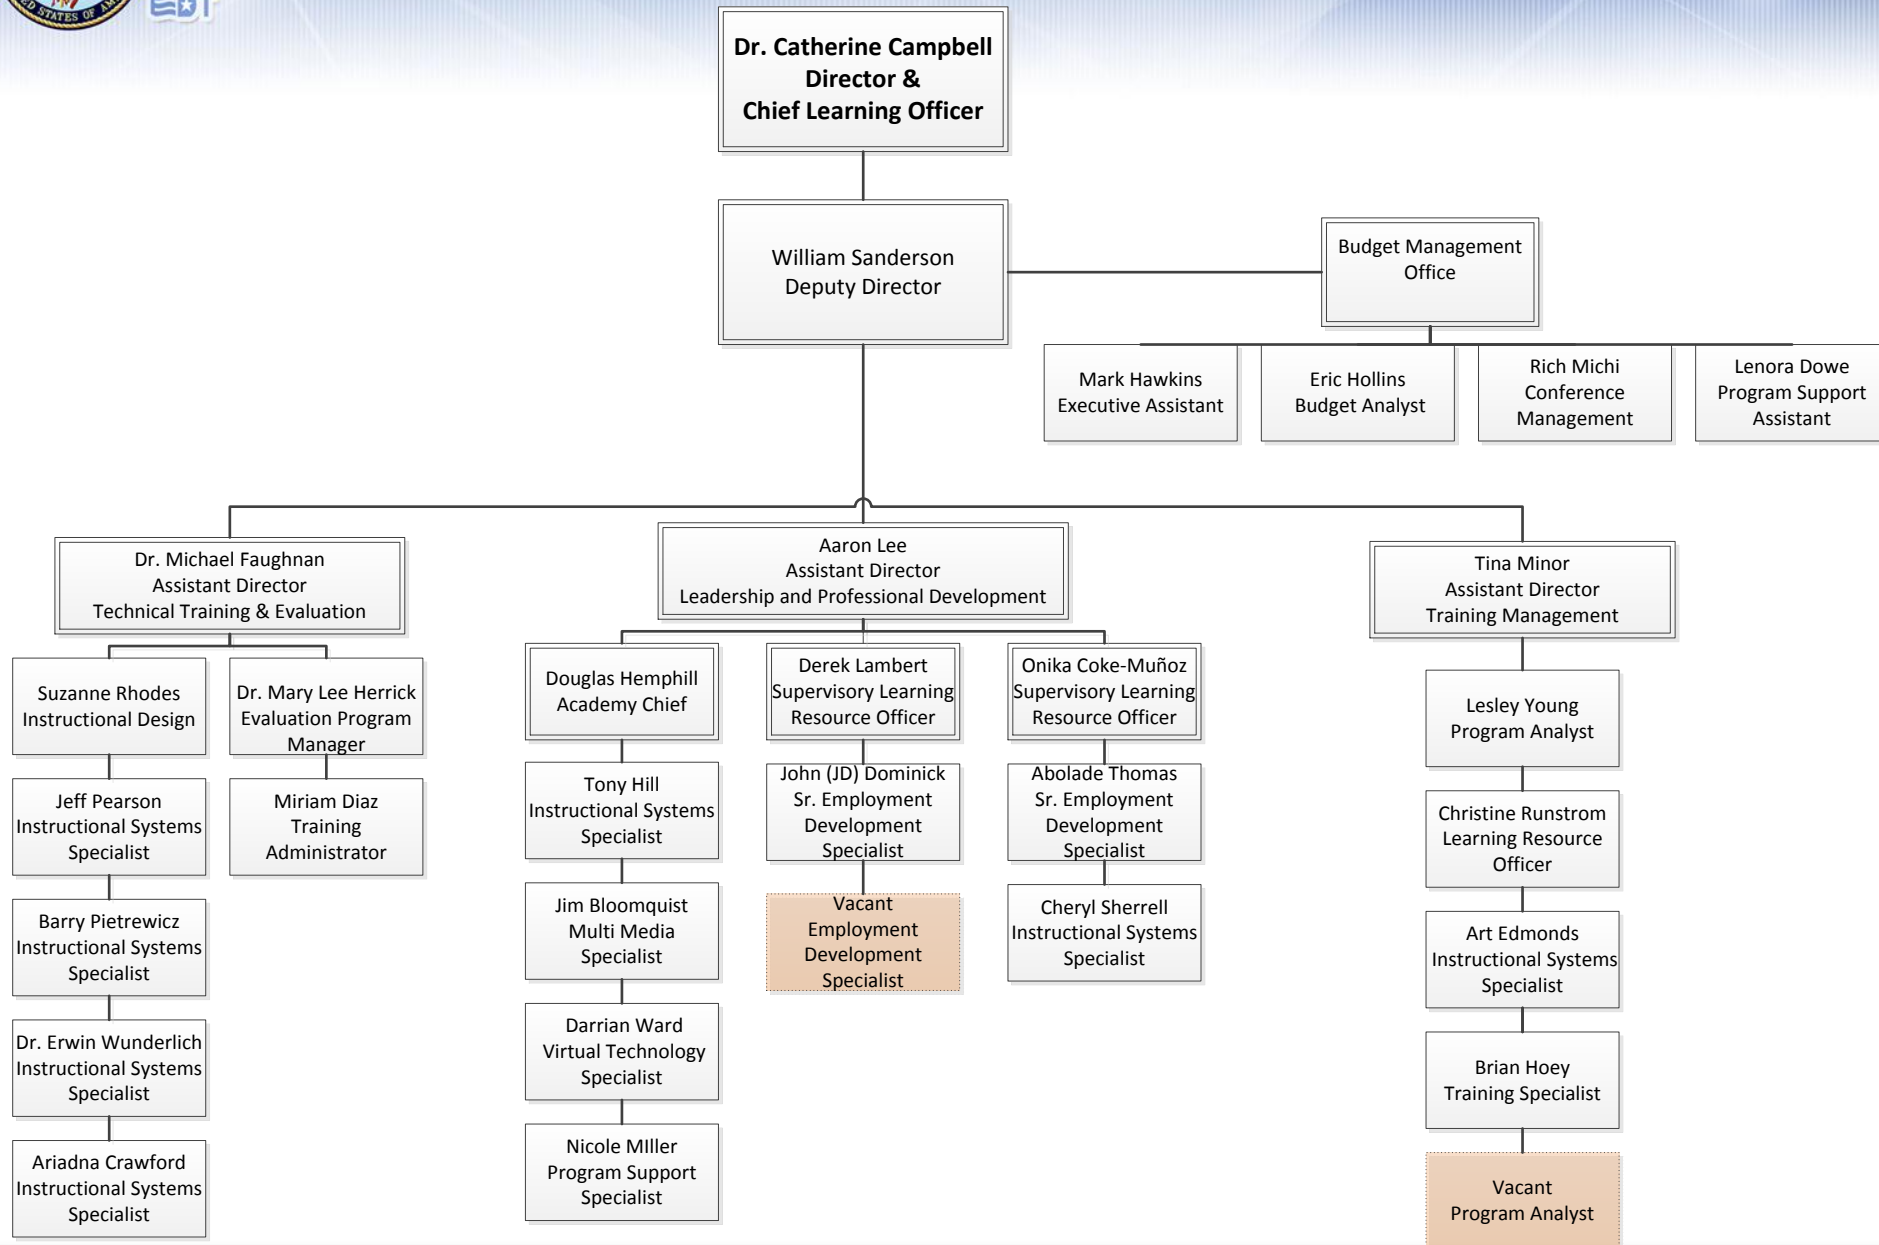 STATES OF AM
Dr. Catherine Campbell
Director &
Chief Learning Officer
William Sanderson
Deputy Director
Budget Management
Office
Mark Hawkins
Executive Assistant
Eric Hollins
Budget Analyst
Rich Michi
Conference
Management
Lenora Dowe
Program Support
Assistant
Dr. Michael Faughnan
Assistant Director
Technical Training & Evaluation
Aaron Lee
Assistant Director
Leadership and Professional Development
Tina Minor
Assistant Director
Training Management
Suzanne Rhodes
Instructional Design
Dr. Mary Lee Herrick
Evaluation Program
Manager
Jeff Pearson
Instructional Systems
Specialist
Miriam Diaz
Training
Administrator
Barry Pietrewicz
Instructional Systems
Specialist
Dr. Erwin Wunderlich
Instructional Systems
Specialist
Ariadna Crawford
Instructional Systems
Specialist
Douglas Hemphill
Academy Chief
Tony Hill
Instructional Systems
Specialist
Jim Bloomquist
Multi Media
Specialist
Darrian Ward
Virtual Technology
Specialist
Nicole MIller
Program Support
Specialist
Derek Lambert
Supervisory Learning
Resource Officer
John (JD) Dominick
Sr. Employment
Development
Specialist
Vacant
Employment
Development
Specialist
Onika Coke-Muñoz
Supervisory Learning
Resource Officer
Abolade Thomas
Sr. Employment
Development
Specialist
Cheryl Sherrell
Instructional Systems
Specialist
Lesley Young
Program Analyst
Christine Runstrom
Learning Resource
Officer
Art Edmonds
Instructional Systems
Specialist
Brian Hoey
Training Specialist
Vacant
Program Analyst